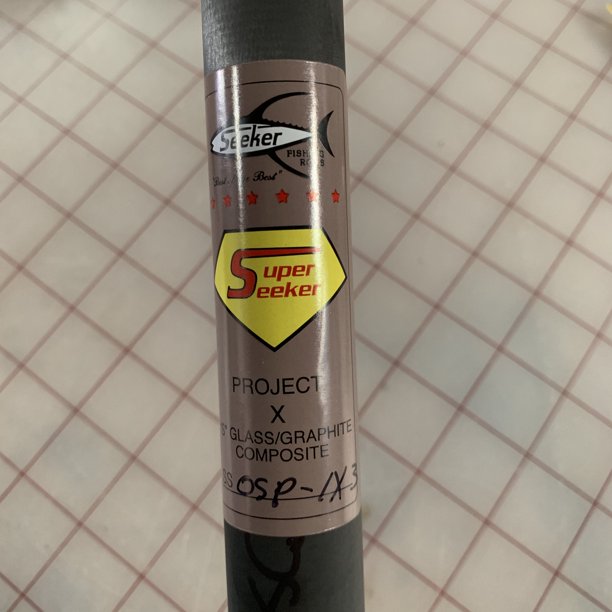 Seeker
FISHING
RODS
"Best of the Best"
Super
Seeker
PROJECT
X
GLASS/GRAPHITE
COMPOSITE
OSP-1X3